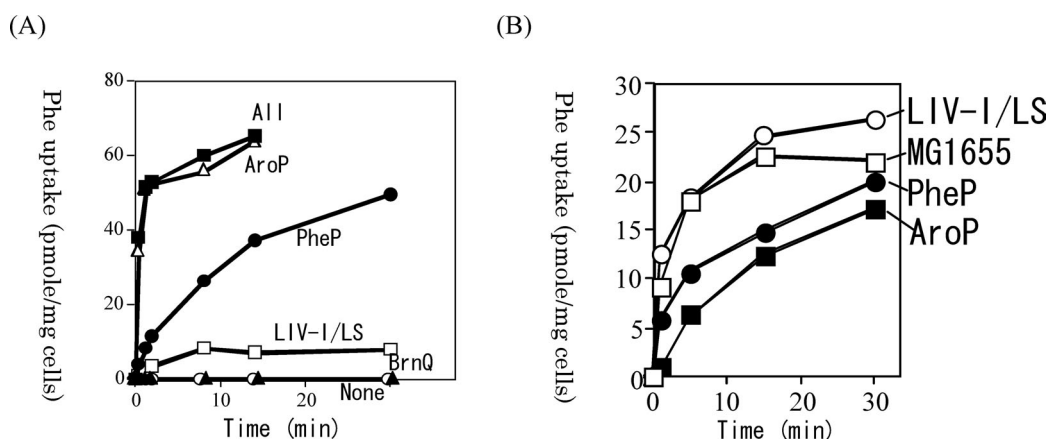 (A)
Phe uptake (pmole/mg cells)
80
60
40
20
0
All
AroP
PheP
LIV-I/LS
BrnQ
None
0
10
20
30
Time (min)
(B)
Phe uptake (pmole/mg cells)
30
25
20
15
10
5
0
LIV-I/LS
MG1655
PheP
AroP
0
10
20
30
Time (min)